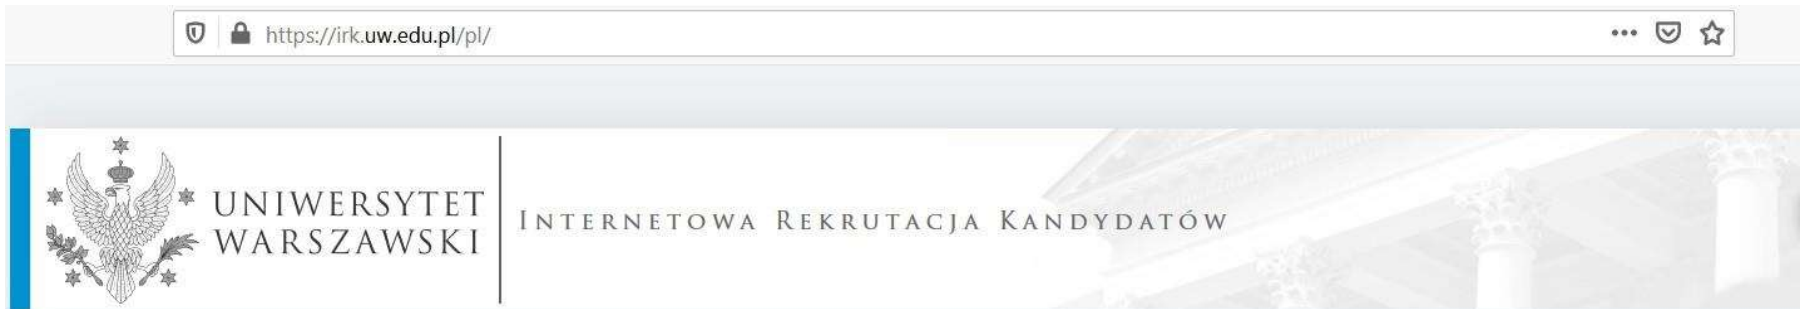 https://irk.uw.edu.pl/pl/
UNIWERSYTET
WARSZAWSKI
INTERNETOWA REKRUTACJA KANDYDATÓW